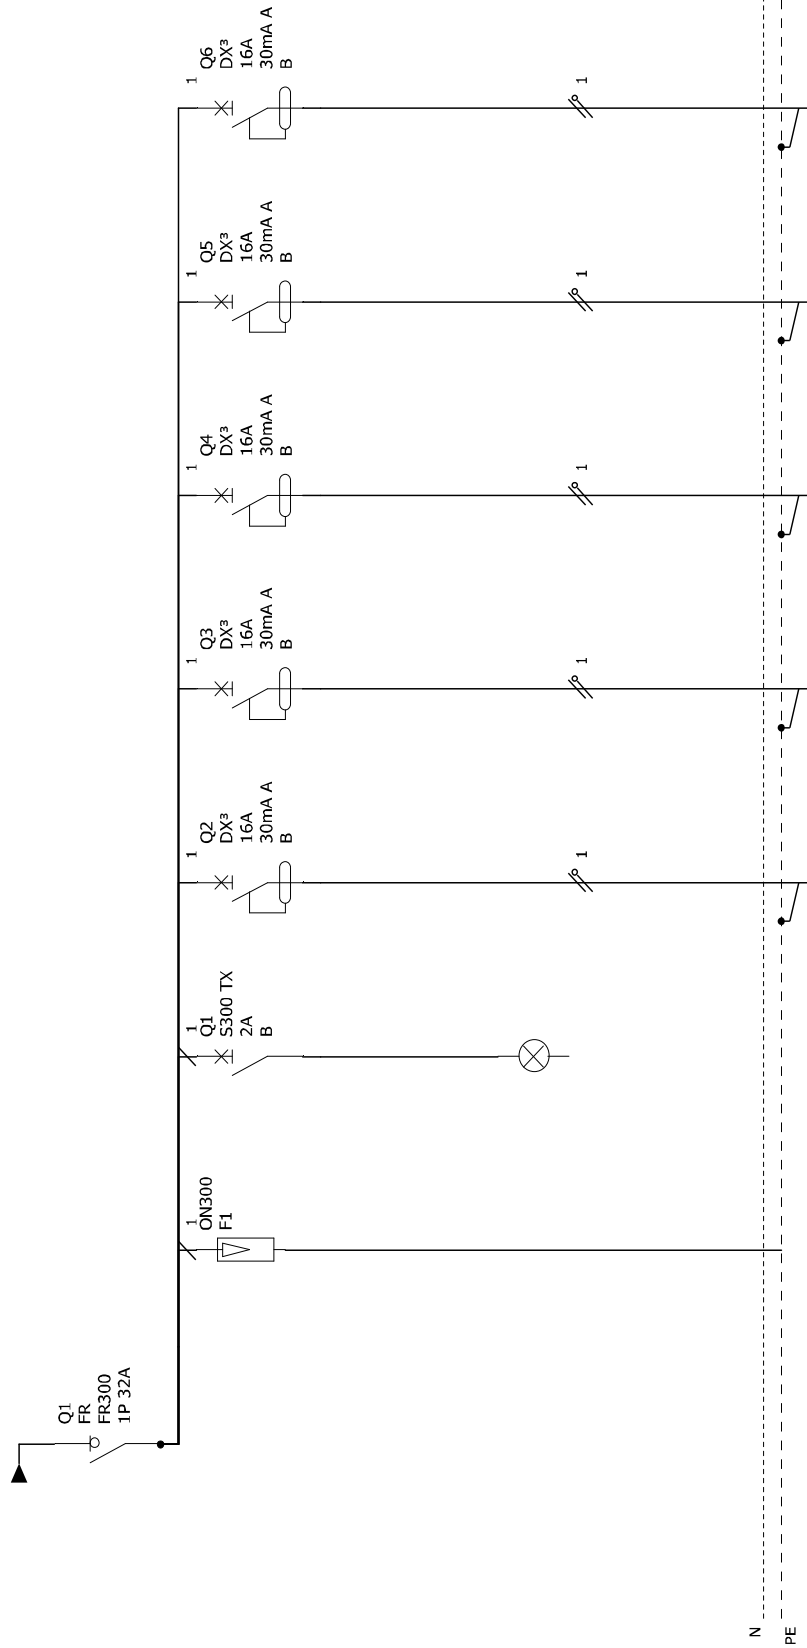 Q1
FR
FR300
1P 32A
1
ON300
F1
1
Q1
S300 TX
2A
B
1
Q2
DX³
16A
30mA A
B
1
1
Q3
DX³
16A
30mA A
B
1
1
Q4
DX³
16A
30mA A
B
1
1
Q5
DX³
16A
30mA A
B
1
1
Q6
DX³
16A
30mA A
B
1
N
PE